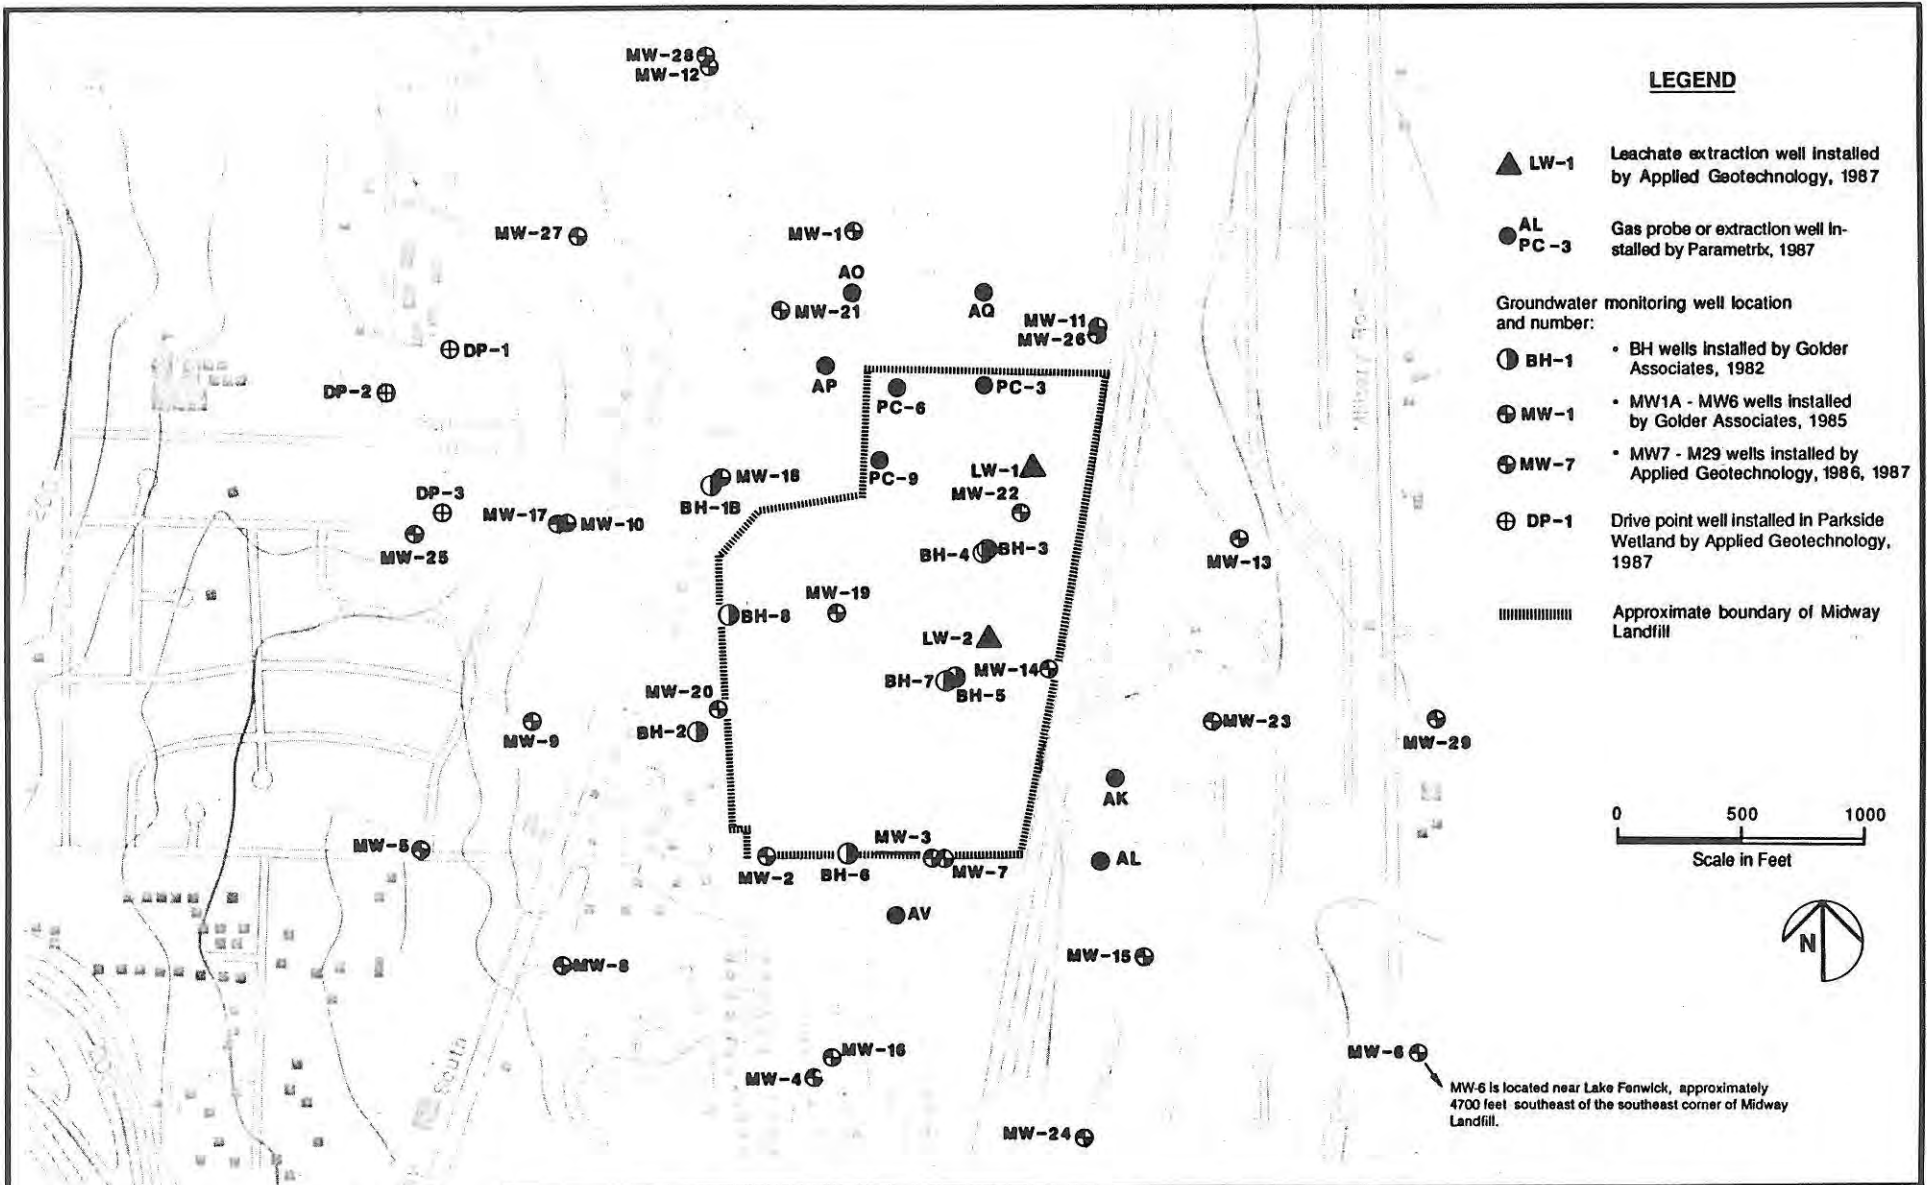 MW-28
MW-12
MW-27
MW-1
AO
MW-21
AQ
MW-11
MW-26
DP-1
DP-2
AP
PC-6
PC-3
PC-9
LW-1
MW-22
MW-18
BH-1B
DP-3
MW-17
MW-10
MW-25
BH-4
BH-3
MW-13
MW-19
BH-8
LW-2
MW-14
BH-7
BH-5
MW-20
BH-2
MW-9
MW-23
MW-29
AK
MW-5
MW-3
MW-2
BH-6
MW-7
AL
AV
MW-8
MW-15
MW-16
MW-4
MW-6
MW-24
South
MW-6 is located near Lake Fenwick, approximately
4700 feet southeast of the southeast corner of Midway
Landfill.
LEGEND
LW-1 Leachate extraction well installed
by Applied Geotechnology, 1987
AL
PC-3
Gas probe or extraction well in-
stalled by Parametrix, 1987
Groundwater monitoring well location
and number:
BH-1 • BH wells installed by Golder
Associates, 1982
MW-1 • MW1A - MW6 wells installed
by Golder Associates, 1985
MW-7 • MW7 - M29 wells installed by
Applied Geotechnology, 1986, 1987
DP-1 Drive point well installed in Parkside
Wetland by Applied Geotechnology,
1987
Approximate boundary of Midway
Landfill
0 500 1000
Scale in Feet
N